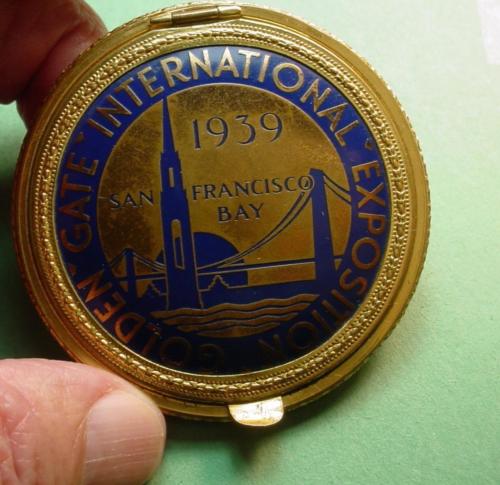 GOLDEN · GATE · INTERNATIONAL · EXPOSITION ·
1939
SAN FRANCISCO
BAY